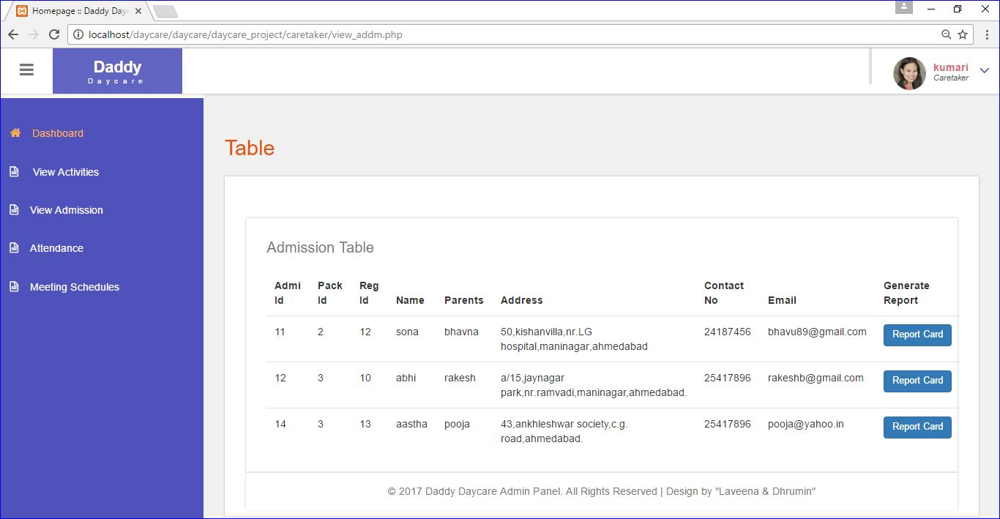 Homepage :: Daddy Day
localhost/daycare/daycare/daycare_project/caretaker/view_addm.php
Daddy
Daycare
kumari
Caretaker
Dashboard
View Activities
View Admission
Attendance
Meeting Schedules
Table
Admission Table
Admi Id Pack Id Reg Id Name Parents Address Contact No Email Generate Report
11 2 12 sona bhavna 50,kishanvilla,nr.LG hospital,maninagar,ahmedabad 24187456 bhavu89@gmail.com Report Card
12 3 10 abhi rakesh a/15,jaynagar park,nr.ramvadi,maninagar,ahmedabad. 25417896 rakeshb@gmail.com Report Card
14 3 13 aastha pooja 43,ankhleshwar society,c.g. road,ahmedabad. 25417896 pooja@yahoo.in Report Card
© 2017 Daddy Daycare Admin Panel. All Rights Reserved | Design by "Laveena & Dhrumin"